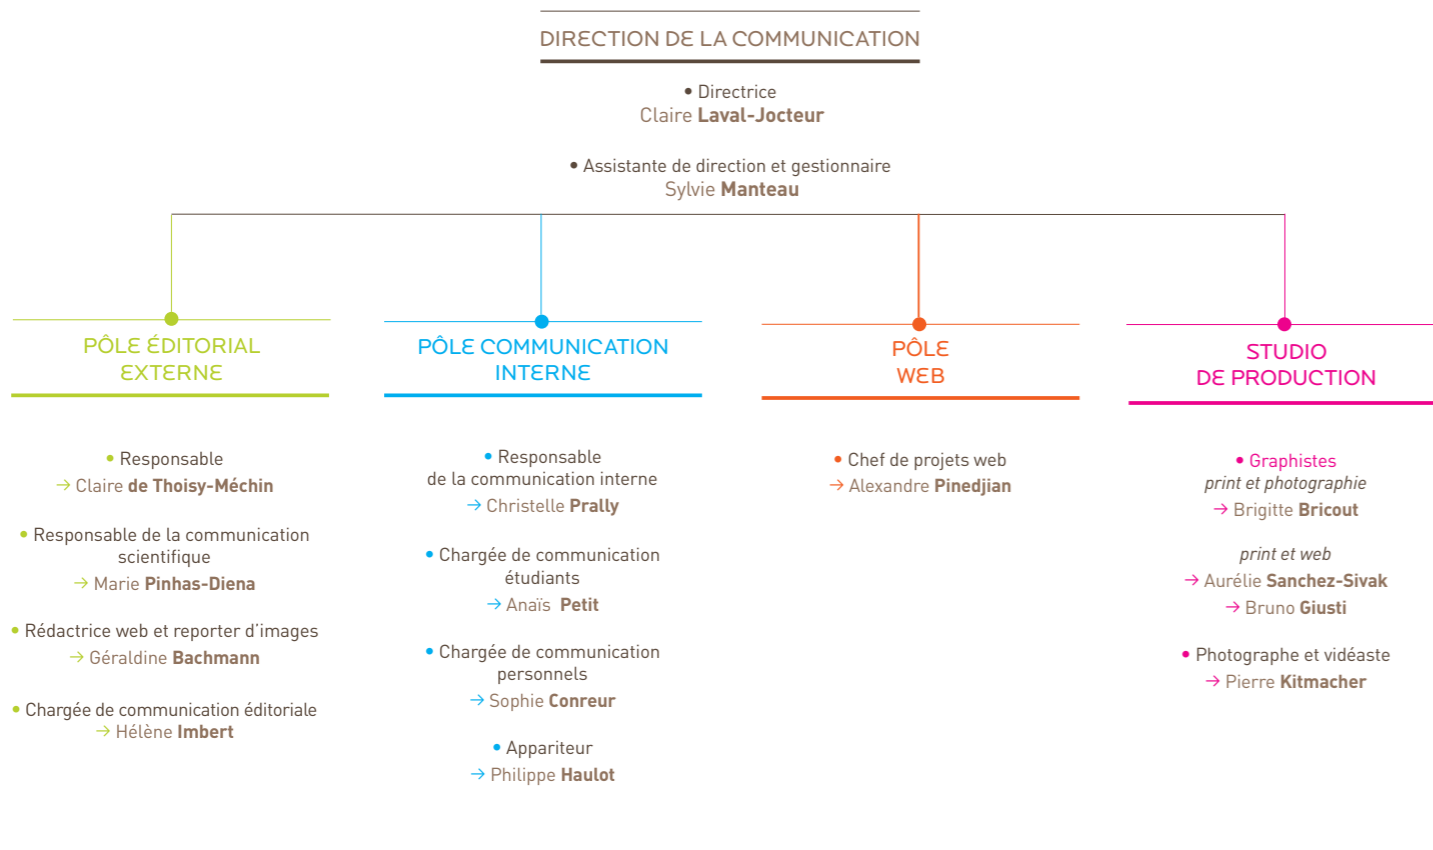 DIRECTION DE LA COMMUNICATION
• Directrice
Claire Laval-Jocteur
• Assistante de direction et gestionnaire
Sylvie Manteau
PÔLE ÉDITORIAL
EXTERNE
• Responsable
→ Claire de Thoisy-Méchin
• Responsable de la communication
scientifique
→ Marie Pinhas-Diena
• Rédactrice web et reporter d’images
→ Géraldine Bachmann
• Chargée de communication éditoriale
→ Hélène Imbert
PÔLE COMMUNICATION
INTERNE
• Responsable
de la communication interne
→ Christelle Prally
• Chargée de communication
étudiants
→ Anaïs Petit
• Chargée de communication
personnels
→ Sophie Conreur
• Appariteur
→ Philippe Haulot
PÔLE
WEB
• Chef de projets web
→ Alexandre Pinedjian
STUDIO
DE PRODUCTION
• Graphistes
print et photographie
→ Brigitte Bricout
print et web
→ Aurélie Sanchez-Sivak
→ Bruno Giusti
• Photographe et vidéaste
→ Pierre Kitmacher